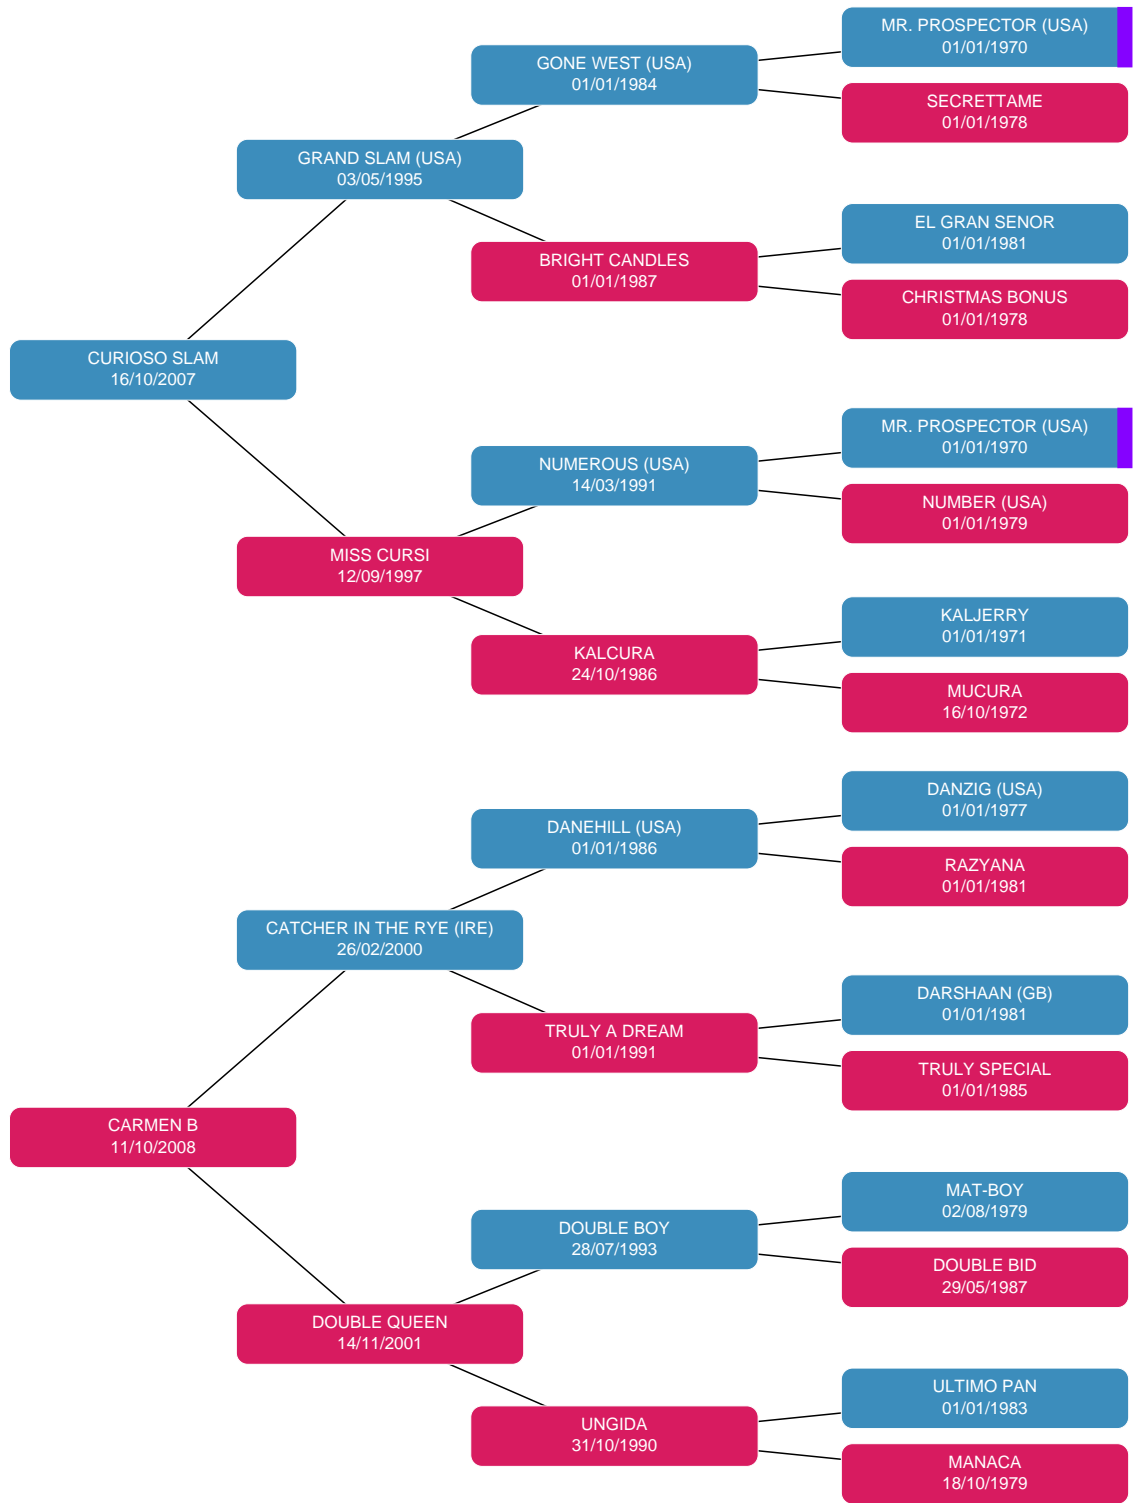 MR. PROSPECTOR (USA)
01/01/1970
GONE WEST (USA)
01/01/1984
SECRETTAME
01/01/1978
GRAND SLAM (USA)
03/05/1995
EL GRAN SENOR
01/01/1981
BRIGHT CANDLES
01/01/1987
CHRISTMAS BONUS
01/01/1978
CURIOSO SLAM
16/10/2007
MR. PROSPECTOR (USA)
01/01/1970
NUMEROUS (USA)
14/03/1991
NUMBER (USA)
01/01/1979
MISS CURSI
12/09/1997
KALJERRY
01/01/1971
KALCURA
24/10/1986
MUCURA
16/10/1972
DANZIG (USA)
01/01/1977
DANEHILL (USA)
01/01/1986
RAZYANA
01/01/1981
CATCHER IN THE RYE (IRE)
26/02/2000
DARSHAAN (GB)
01/01/1981
TRULY A DREAM
01/01/1991
TRULY SPECIAL
01/01/1985
CARMEN B
11/10/2008
MAT-BOY
02/08/1979
DOUBLE BOY
28/07/1993
DOUBLE BID
29/05/1987
DOUBLE QUEEN
14/11/2001
ULTIMO PAN
01/01/1983
UNGIDA
31/10/1990
MANACA
18/10/1979